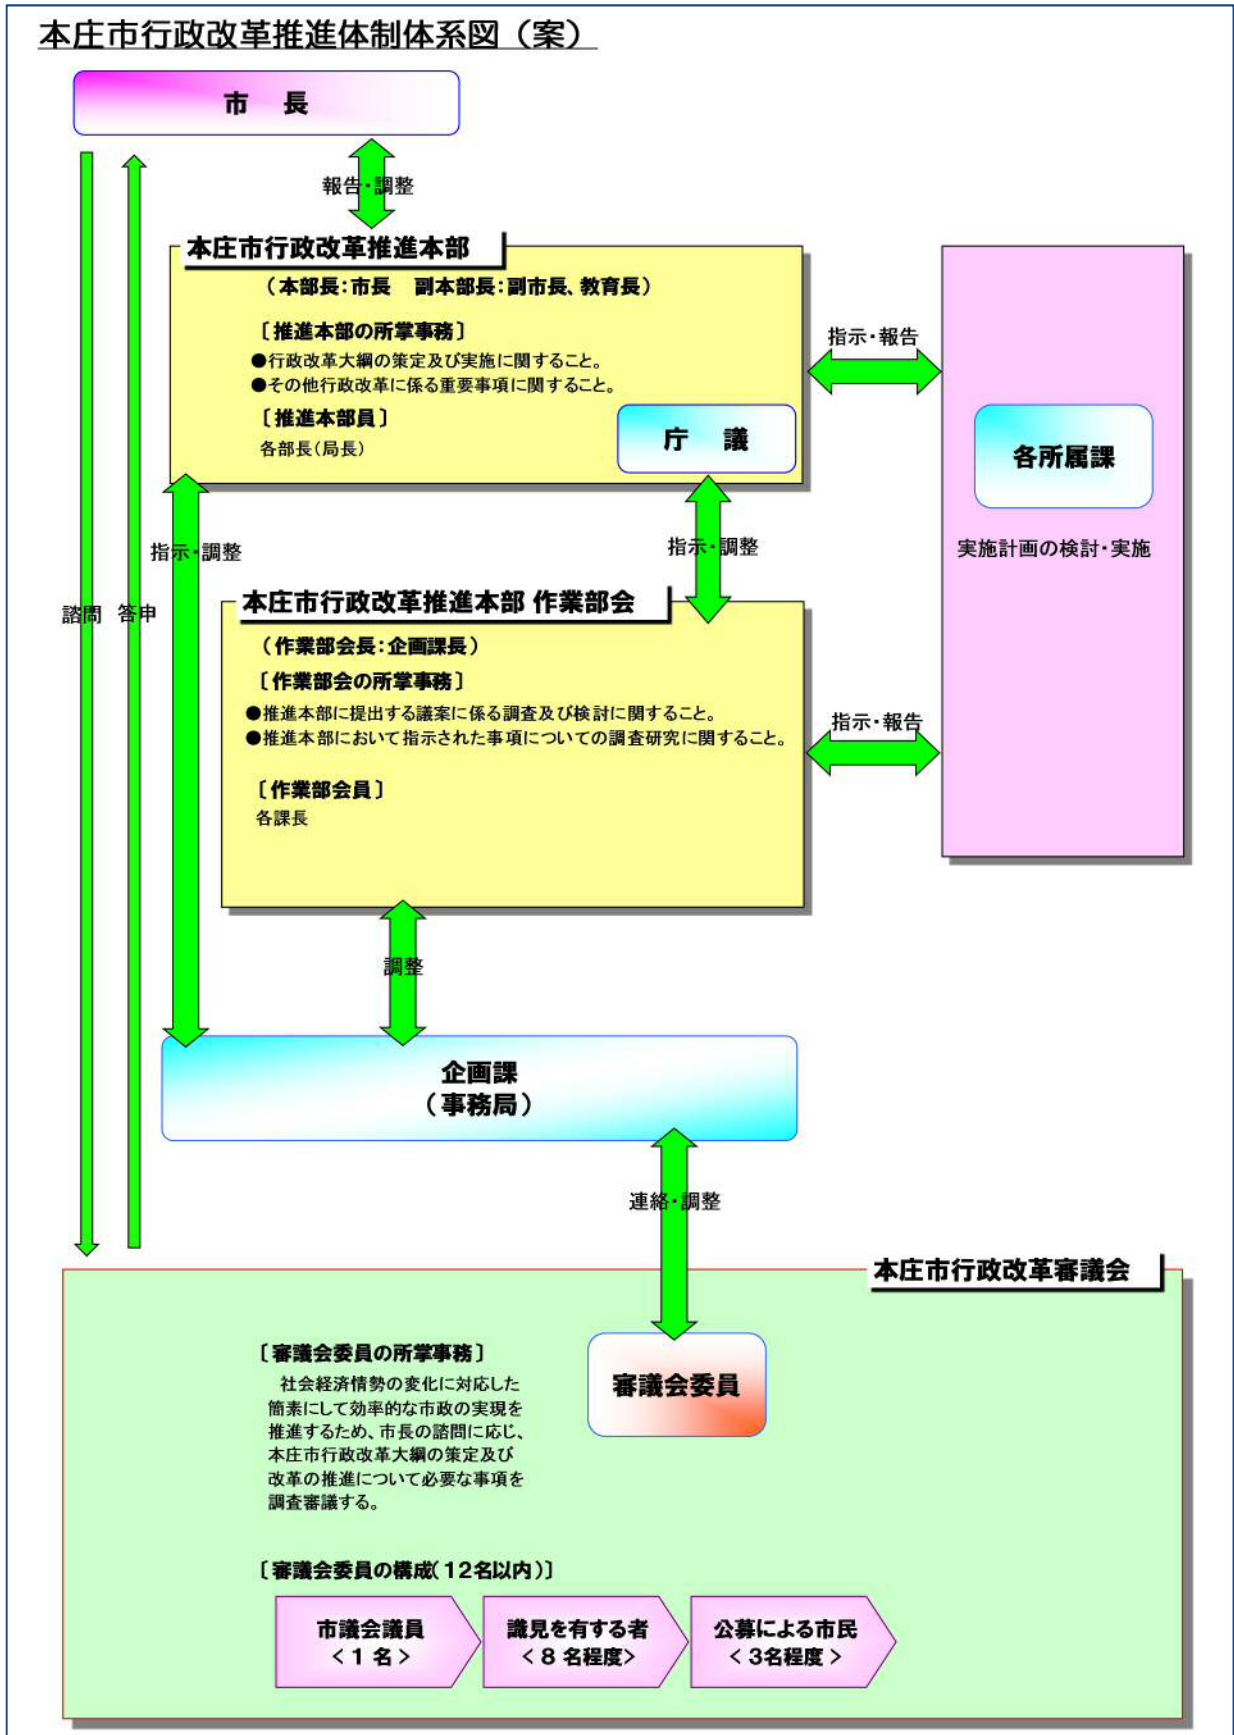 本庄市行政改革推進体制体系図（案）
市　長
報告・調整
本庄市行政改革推進本部
（本部長：市長　副本部長：副市長、教育長）
［推進本部の所掌事務］
●行政改革大綱の策定及び実施に関すること。
●その他行政改革に係る重要事項に関すること。
［推進本部員］
各部長（局長）
庁　議
指示・報告
各所属課
実施計画の検討・実施
指示・調整
指示・調整
諮問
答申
本庄市行政改革推進本部 作業部会
（作業部会長：企画課長）
［作業部会の所掌事務］
●推進本部に提出する議案に係る調査及び検討に関すること。
●推進本部において指示された事項についての調査研究に関すること。
［作業部会員］
各課長
指示・報告
調整
企画課
（事務局）
連絡・調整
本庄市行政改革審議会
［審議会委員の所掌事務］
　社会経済情勢の変化に対応した
簡素にして効率的な市政の実現を
推進するため、市長の諮問に応じ、
本庄市行政改革大綱の策定及び
改革の推進について必要な事項を
調査審議する。
審議会委員
［審議会委員の構成（12名以内）］
市議会議員
＜1 名＞
識見を有する者
＜8 名程度＞
公募による市民
＜3名程度＞